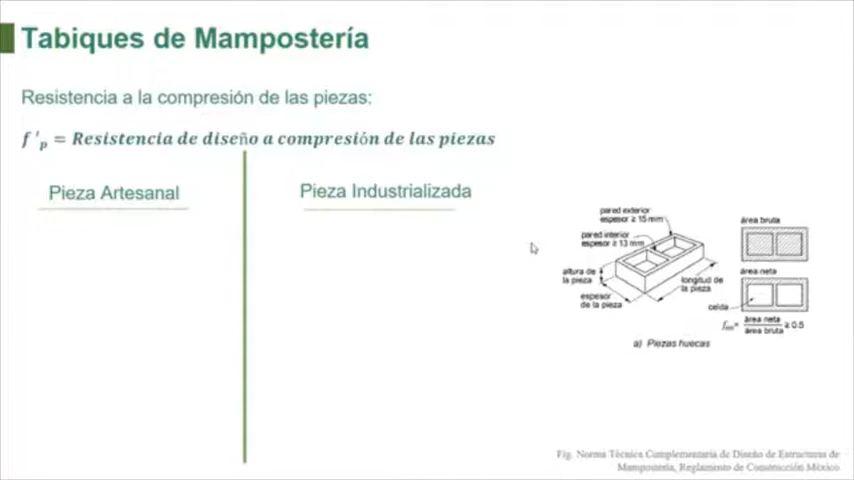 Tabiques de Mampostería
Resistencia a la compresión de las piezas:
f'p = Resistencia de diseño a compresión de las piezas
Pieza Artesanal
Pieza Industrializada
pared exterior
espesor ≥ 15 mm
pared interior
espesor ≥ 13 mm
altura de
la pieza
espesor
de la pieza
longitud de
la pieza
área bruta
área neta
celda
área neta
área bruta
≥ 0.5
a) Piezas huecas
Fig. Norma Técnica Complementaria de Diseño de Estructuras de
Mampostería, Reglamento de Construcción México